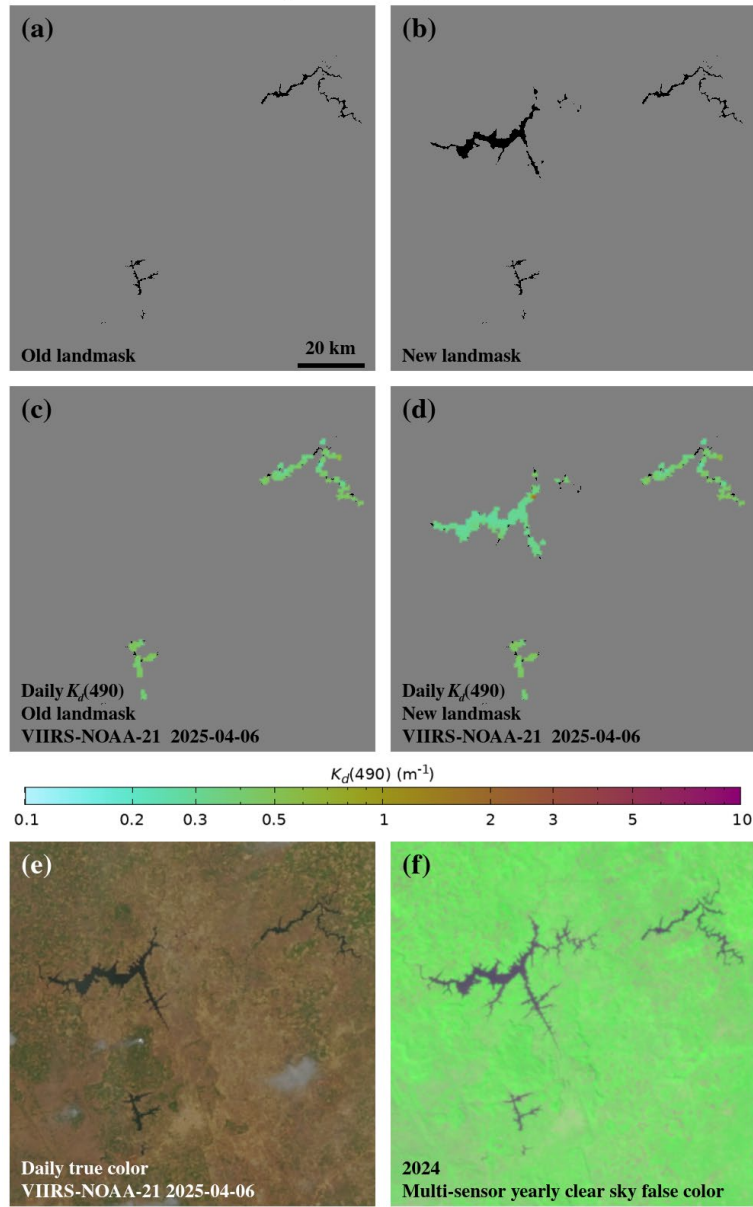 (a)
(b)
Old landmask
20 km
New landmask
(c)
(d)
Daily K_d(490)
Old landmask
VIIRS-NOAA-21 2025-04-06
Daily K_d(490)
New landmask
VIIRS-NOAA-21 2025-04-06
K_d(490) (m⁻¹)
0.1 0.2 0.3 0.5 1 2 3 5 10
(e)
(f)
Daily true color
VIIRS-NOAA-21 2025-04-06
2024
Multi-sensor yearly clear sky false color